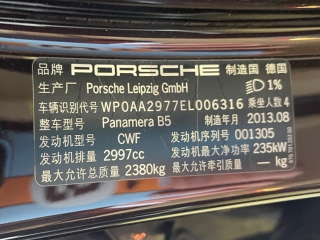 品牌 PORSCHE 制造国 德国
生产厂 Porsche Leipzig GmbH 1%
车辆识别代号 WP0AA2977EL006316 乘坐人数 4
整车型号 Panamera B5 制造年月 2013.08
发动机型号 CWF 发动机序列号 001305
发动机排量 2997cc 发动机最大净功率 235kW
最大允许总质量 2380kg 最大允许牵引质量 — kg